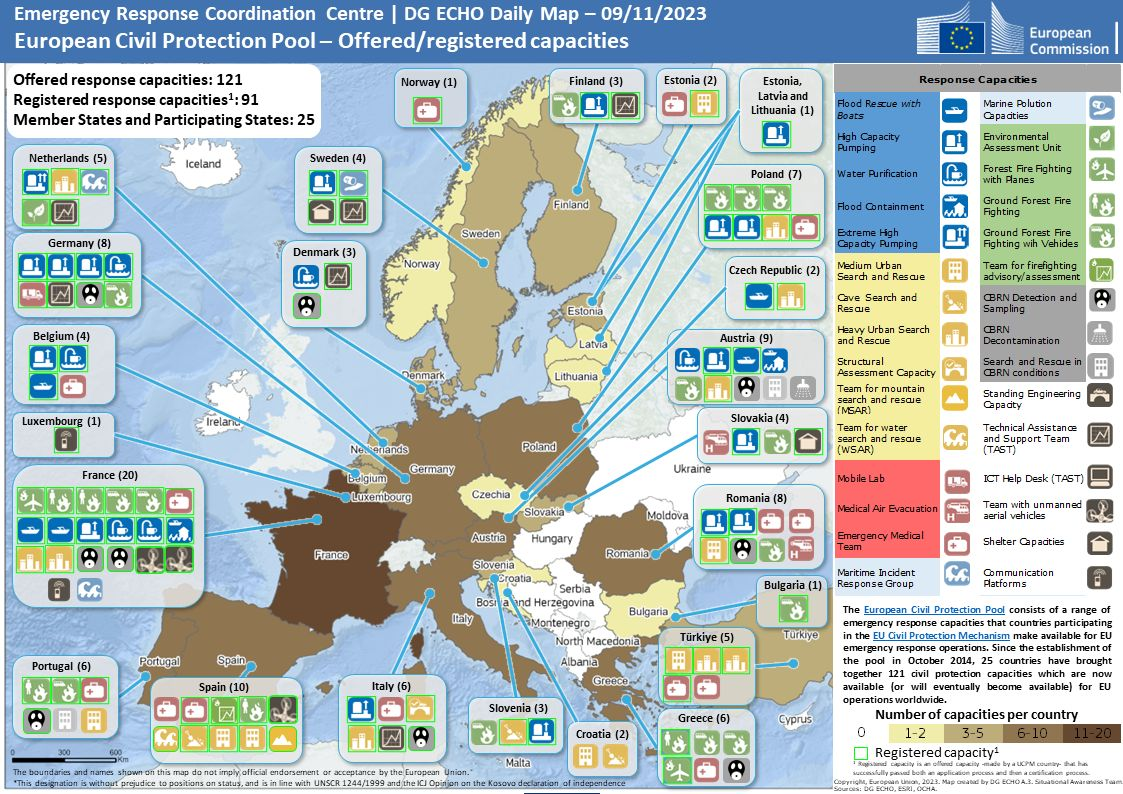 Emergency Response Coordination Centre | DG ECHO Daily Map – 09/11/2023
European Civil Protection Pool – Offered/registered capacities
European
Commission
Offered response capacities: 121
Registered response capacities¹: 91
Member States and Participating States: 25
Norway (1)
Finland (3)
Estonia (2)
Estonia,
Latvia and
Lithuania (1)
Netherlands (5)
Sweden (4)
Poland (7)
Germany (8)
Denmark (3)
Czech Republic (2)
Belgium (4)
Austria (9)
Luxembourg (1)
Slovakia (4)
France (20)
Romania (8)
Bulgaria (1)
Türkiye (5)
Portugal (6)
Spain (10)
Italy (6)
Slovenia (3)
Croatia (2)
Greece (6)
Iceland
Finland
Sweden
Norway
Estonia
Latvia
Lithuania
Denmark
Ireland
Netherlands
Poland
Germany
Belgium
Luxembourg
Ukraine
Czechia
Slovakia
Moldova
Austria
Hungary
France
Romania
Slovenia
Croatia
Serbia
Bosnia and Herzegovina
Bulgaria
Italy
Montenegro
Türkiye
North Macedonia
Portugal
Spain
Albania
Greece
Cyprus
Malta
0 300 600
Km
The boundaries and names shown on this map do not imply official endorsement or acceptance by the European Union."
"This designation is without prejudice to positions on status, and is in line with UNSCR 1244/1999 and the ICJ Opinion on the Kosovo declaration of independence
Response Capacities
Flood Rescue with
Boats
High Capacity
Pumping
Water Purification
Flood Containment
Extreme High
Capacity Pumping
Medium Urban
Search and Rescue
Cave Search and
Rescue
Heavy Urban Search
and Rescue
Structural
Assessment Capacity
Team for mountain
search and rescue
(MSAR)
Team for water
search and rescue
(WSAR)
Mobile Lab
Medical Air Evacuation
Emergency Medical
Team
Maritime Incident
Response Group
Marine Polution
Capacities
Environmental
Assessment Unit
Forest Fire Fighting
with Planes
Ground Forest Fire
Fighting
Ground Forest Fire
Fighting wih Vehicles
Team for firefighting
advisory/assessment
CBRN Detection and
Sampling
CBRN
Decontamination
Search and Rescue in
CBRN conditions
Standing Engineering
Capacity
Technical Assistance
and Support Team
(TAST)
ICT Help Desk (TAST)
Team with unmanned
aerial vehicles
Shelter Capacities
Communication
Platforms
The European Civil Protection Pool consists of a range of
emergency response capacities that countries participating
in the EU Civil Protection Mechanism make available for EU
emergency response operations. Since the establishment of
the pool in October 2014, 25 countries have brought
together 121 civil protection capacities which are now
available (or will eventually become available) for EU
operations worldwide.
Number of capacities per country
0 1-2 3-5 6-10 11-20
Registered capacity¹
¹ Registered capacity is an offered capacity -made by a UCPM country- that has
successfully passed both an application process and then a certification process.
Copyright, European Union, 2023. Map created by DG ECHO A.3. Situational Awareness Team.
Sources: DG ECHO, ESRI, OCHA.